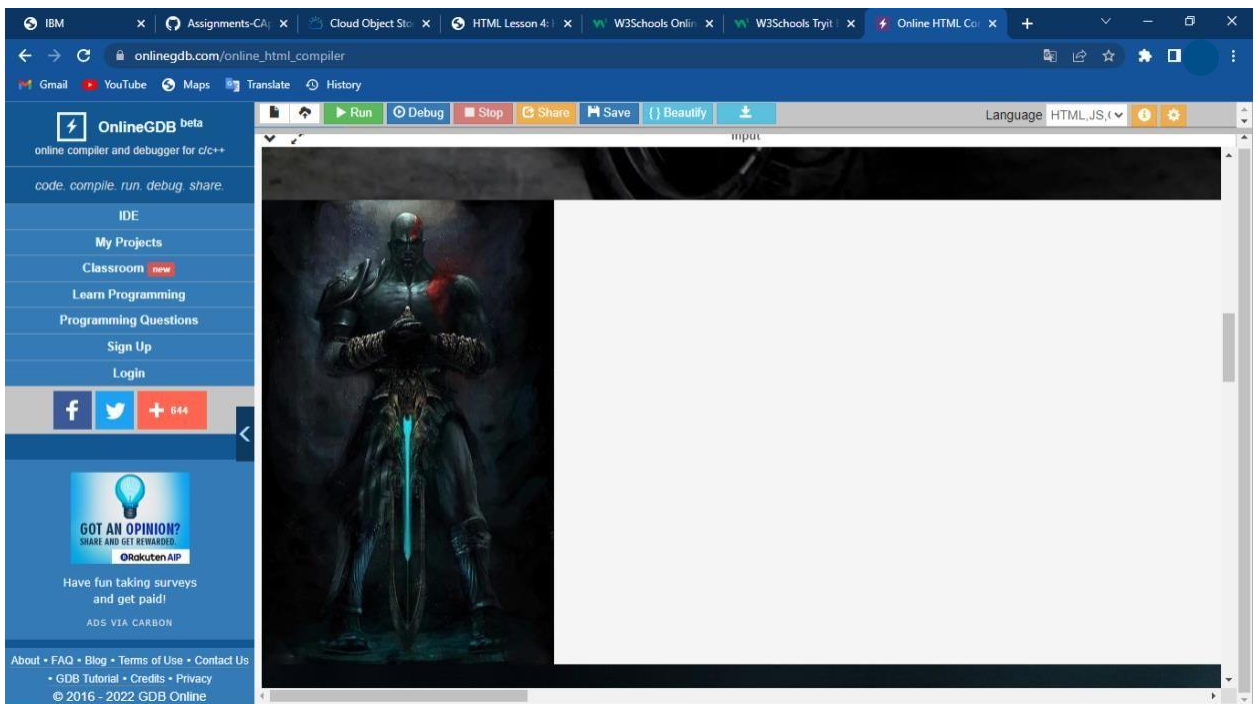 IBM
Assignments-CA
Cloud Object Sto
HTML Lesson 4:
W3Schools Onlin
W3Schools Tryit
Online HTML Co
onlinegdb.com/online_html_compiler
Gmail
YouTube
Maps
Translate
History
OnlineGDB beta
online compiler and debugger for c/c++
code. compile. run. debug. share.
IDE
My Projects
Classroom new
Learn Programming
Programming Questions
Sign Up
Login
644
GOT AN OPINION?
SHARE AND GET REWARDED.
Rakuten AIP
Have fun taking surveys
and get paid!
ADS VIA CARBON
About • FAQ • Blog • Terms of Use • Contact Us
• GDB Tutorial • Credits • Privacy
© 2016 - 2022 GDB Online
Run
Debug
Stop
Share
Save
{ } Beautify
Language HTML,JS,(
input